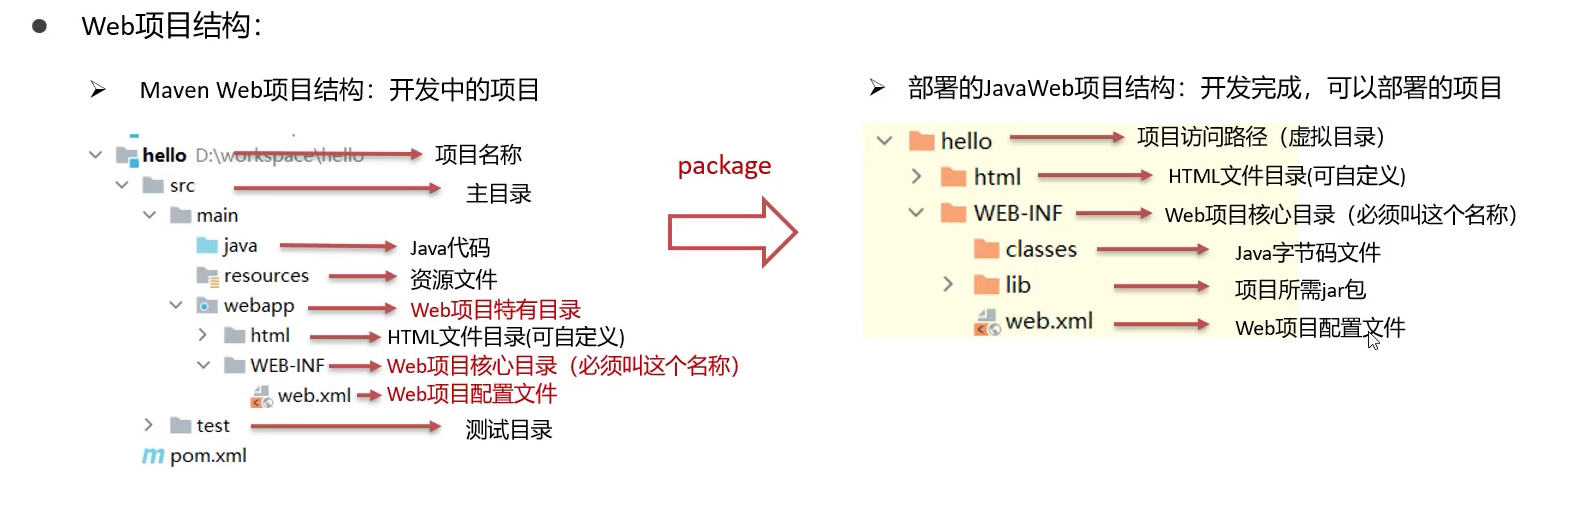 Web项目结构：
Maven Web项目结构：开发中的项目
hello D:\workspace\hello 项目名称
src 主目录
main
java Java代码
resources 资源文件
webapp Web项目特有目录
html HTML文件目录(可自定义)
WEB-INF Web项目核心目录（必须叫这个名称）
web.xml Web项目配置文件
test 测试目录
pom.xml
package
部署的JavaWeb项目结构：开发完成，可以部署的项目
hello 项目访问路径（虚拟目录）
html HTML文件目录(可自定义)
WEB-INF Web项目核心目录（必须叫这个名称）
classes Java字节码文件
lib 项目所需jar包
web.xml Web项目配置文件